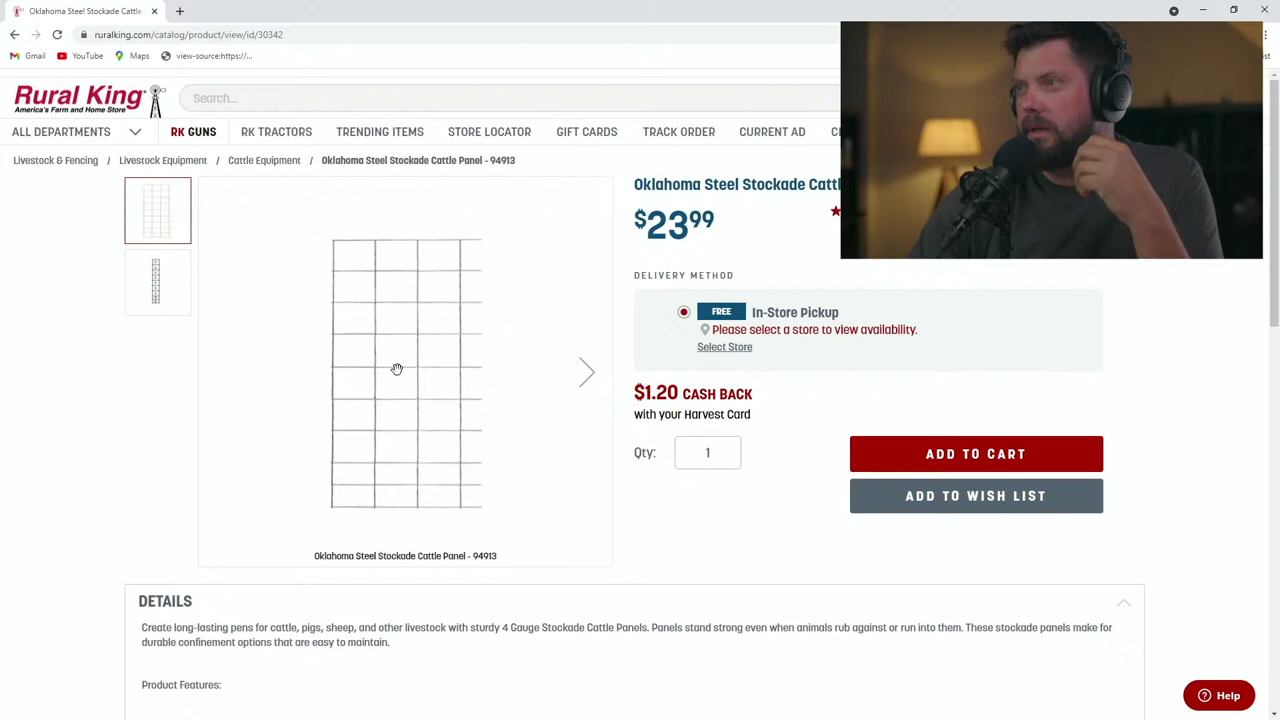 Oklahoma Steel Stockade Cattle
ruralking.com/catalog/product/view/id/30342
Gmail YouTube Maps view-source:https://...
Rural King
America's Farm and Home Store
Search...
ALL DEPARTMENTS RK GUNS RK TRACTORS TRENDING ITEMS STORE LOCATOR GIFT CARDS TRACK ORDER CURRENT AD
Livestock & Fencing / Livestock Equipment / Cattle Equipment / Oklahoma Steel Stockade Cattle Panel - 94913
Oklahoma Steel Stockade Cattl
$23⁹⁹
DELIVERY METHOD
FREE In-Store Pickup
Please select a store to view availability.
Select Store
$1.20 CASH BACK
with your Harvest Card
Qty: 1 ADD TO CART
ADD TO WISH LIST
Oklahoma Steel Stockade Cattle Panel - 94913
DETAILS
Create long-lasting pens for cattle, pigs, sheep, and other livestock with sturdy 4 Gauge Stockade Cattle Panels. Panels stand strong even when animals rub against or run into them. These stockade panels make for
durable confinement options that are easy to maintain.
Product Features:
Help